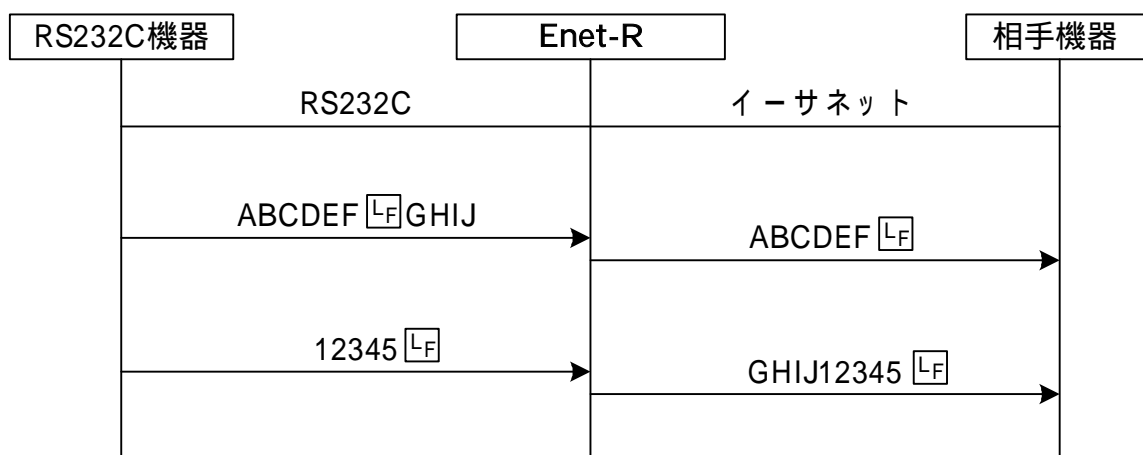 RS232C機器 Enet-R 相手機器
RS232C イーサネット
ABCDEF LF GHIJ
ABCDEF LF
12345 LF
GHIJ12345 LF